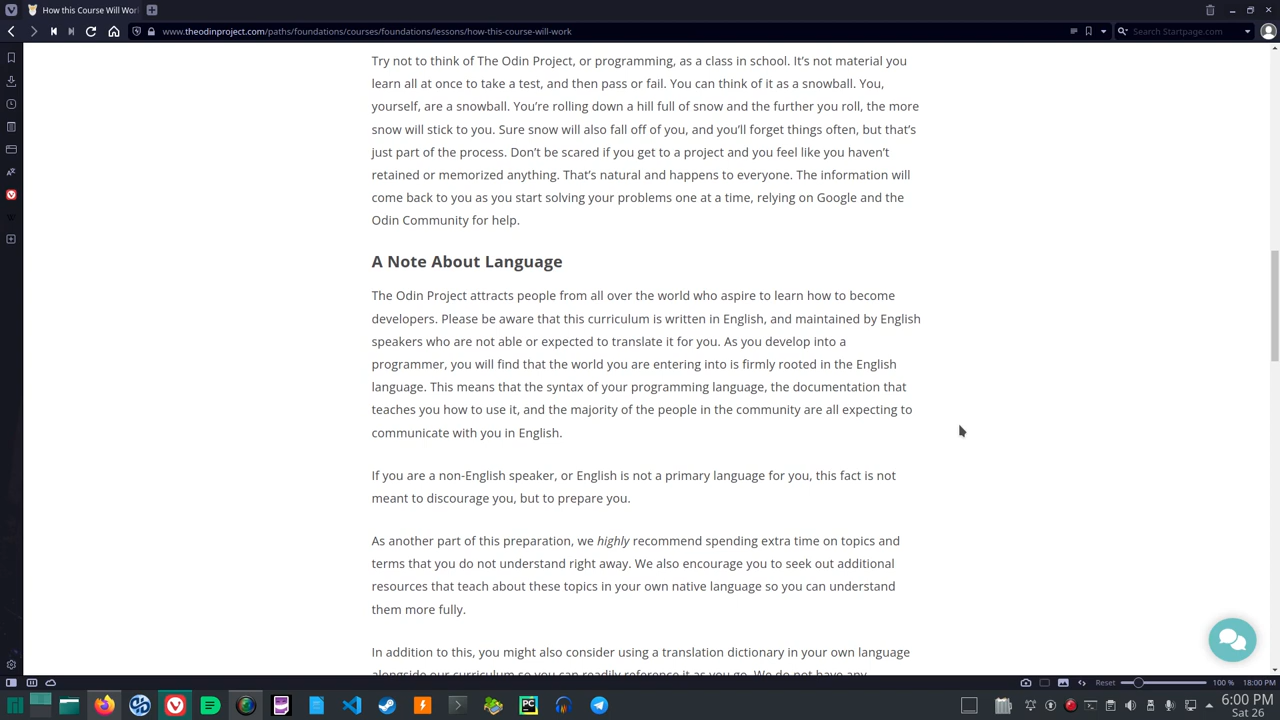 How this Course Will Wor
www.theodinproject.com/paths/foundations/courses/foundations/lessons/how-this-course-will-work
Search Startpage.com
Try not to think of The Odin Project, or programming, as a class in school. It’s not material you
learn all at once to take a test, and then pass or fail. You can think of it as a snowball. You,
yourself, are a snowball. You’re rolling down a hill full of snow and the further you roll, the more
snow will stick to you. Sure snow will also fall off of you, and you’ll forget things often, but that’s
just part of the process. Don’t be scared if you get to a project and you feel like you haven’t
retained or memorized anything. That’s natural and happens to everyone. The information will
come back to you as you start solving your problems one at a time, relying on Google and the
Odin Community for help.
A Note About Language
The Odin Project attracts people from all over the world who aspire to learn how to become
developers. Please be aware that this curriculum is written in English, and maintained by English
speakers who are not able or expected to translate it for you. As you develop into a
programmer, you will find that the world you are entering into is firmly rooted in the English
language. This means that the syntax of your programming language, the documentation that
teaches you how to use it, and the majority of the people in the community are all expecting to
communicate with you in English.
If you are a non-English speaker, or English is not a primary language for you, this fact is not
meant to discourage you, but to prepare you.
As another part of this preparation, we highly recommend spending extra time on topics and
terms that you do not understand right away. We also encourage you to seek out additional
resources that teach about these topics in your own native language so you can understand
them more fully.
In addition to this, you might also consider using a translation dictionary in your own language
alongside our curriculum so you can readily reference it as you go. We do not have any
Reset
100 %
18:00 PM
PC
6:00 PM
Sat 26